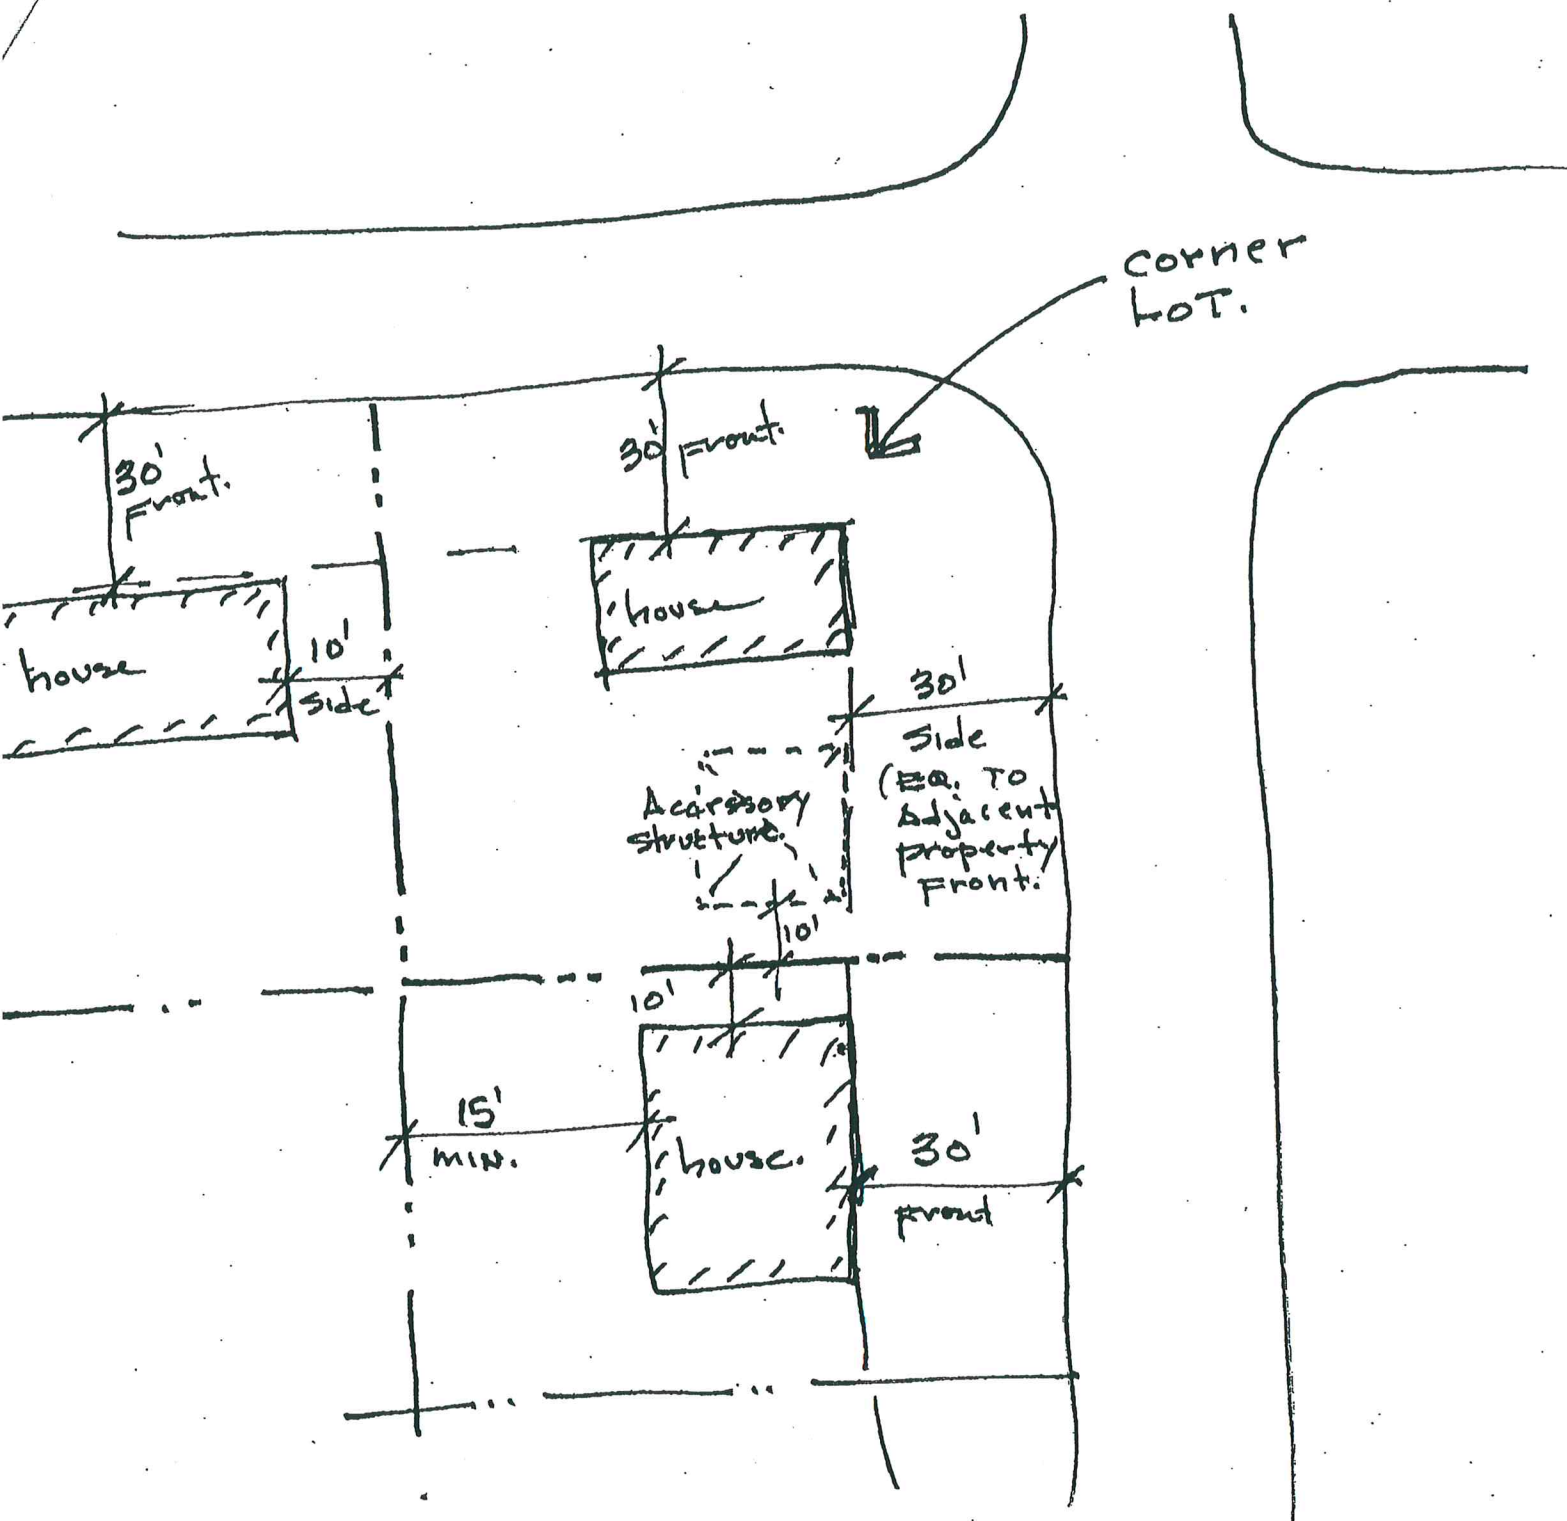 Corner
LOT.
30'
Front.
30' Front.
house
house
10'
Side
30'
Side
(EQ. TO
Adjacent
property
Front.
Accessory
structure.
10'
10'
15'
MIN.
house.
30'
Front